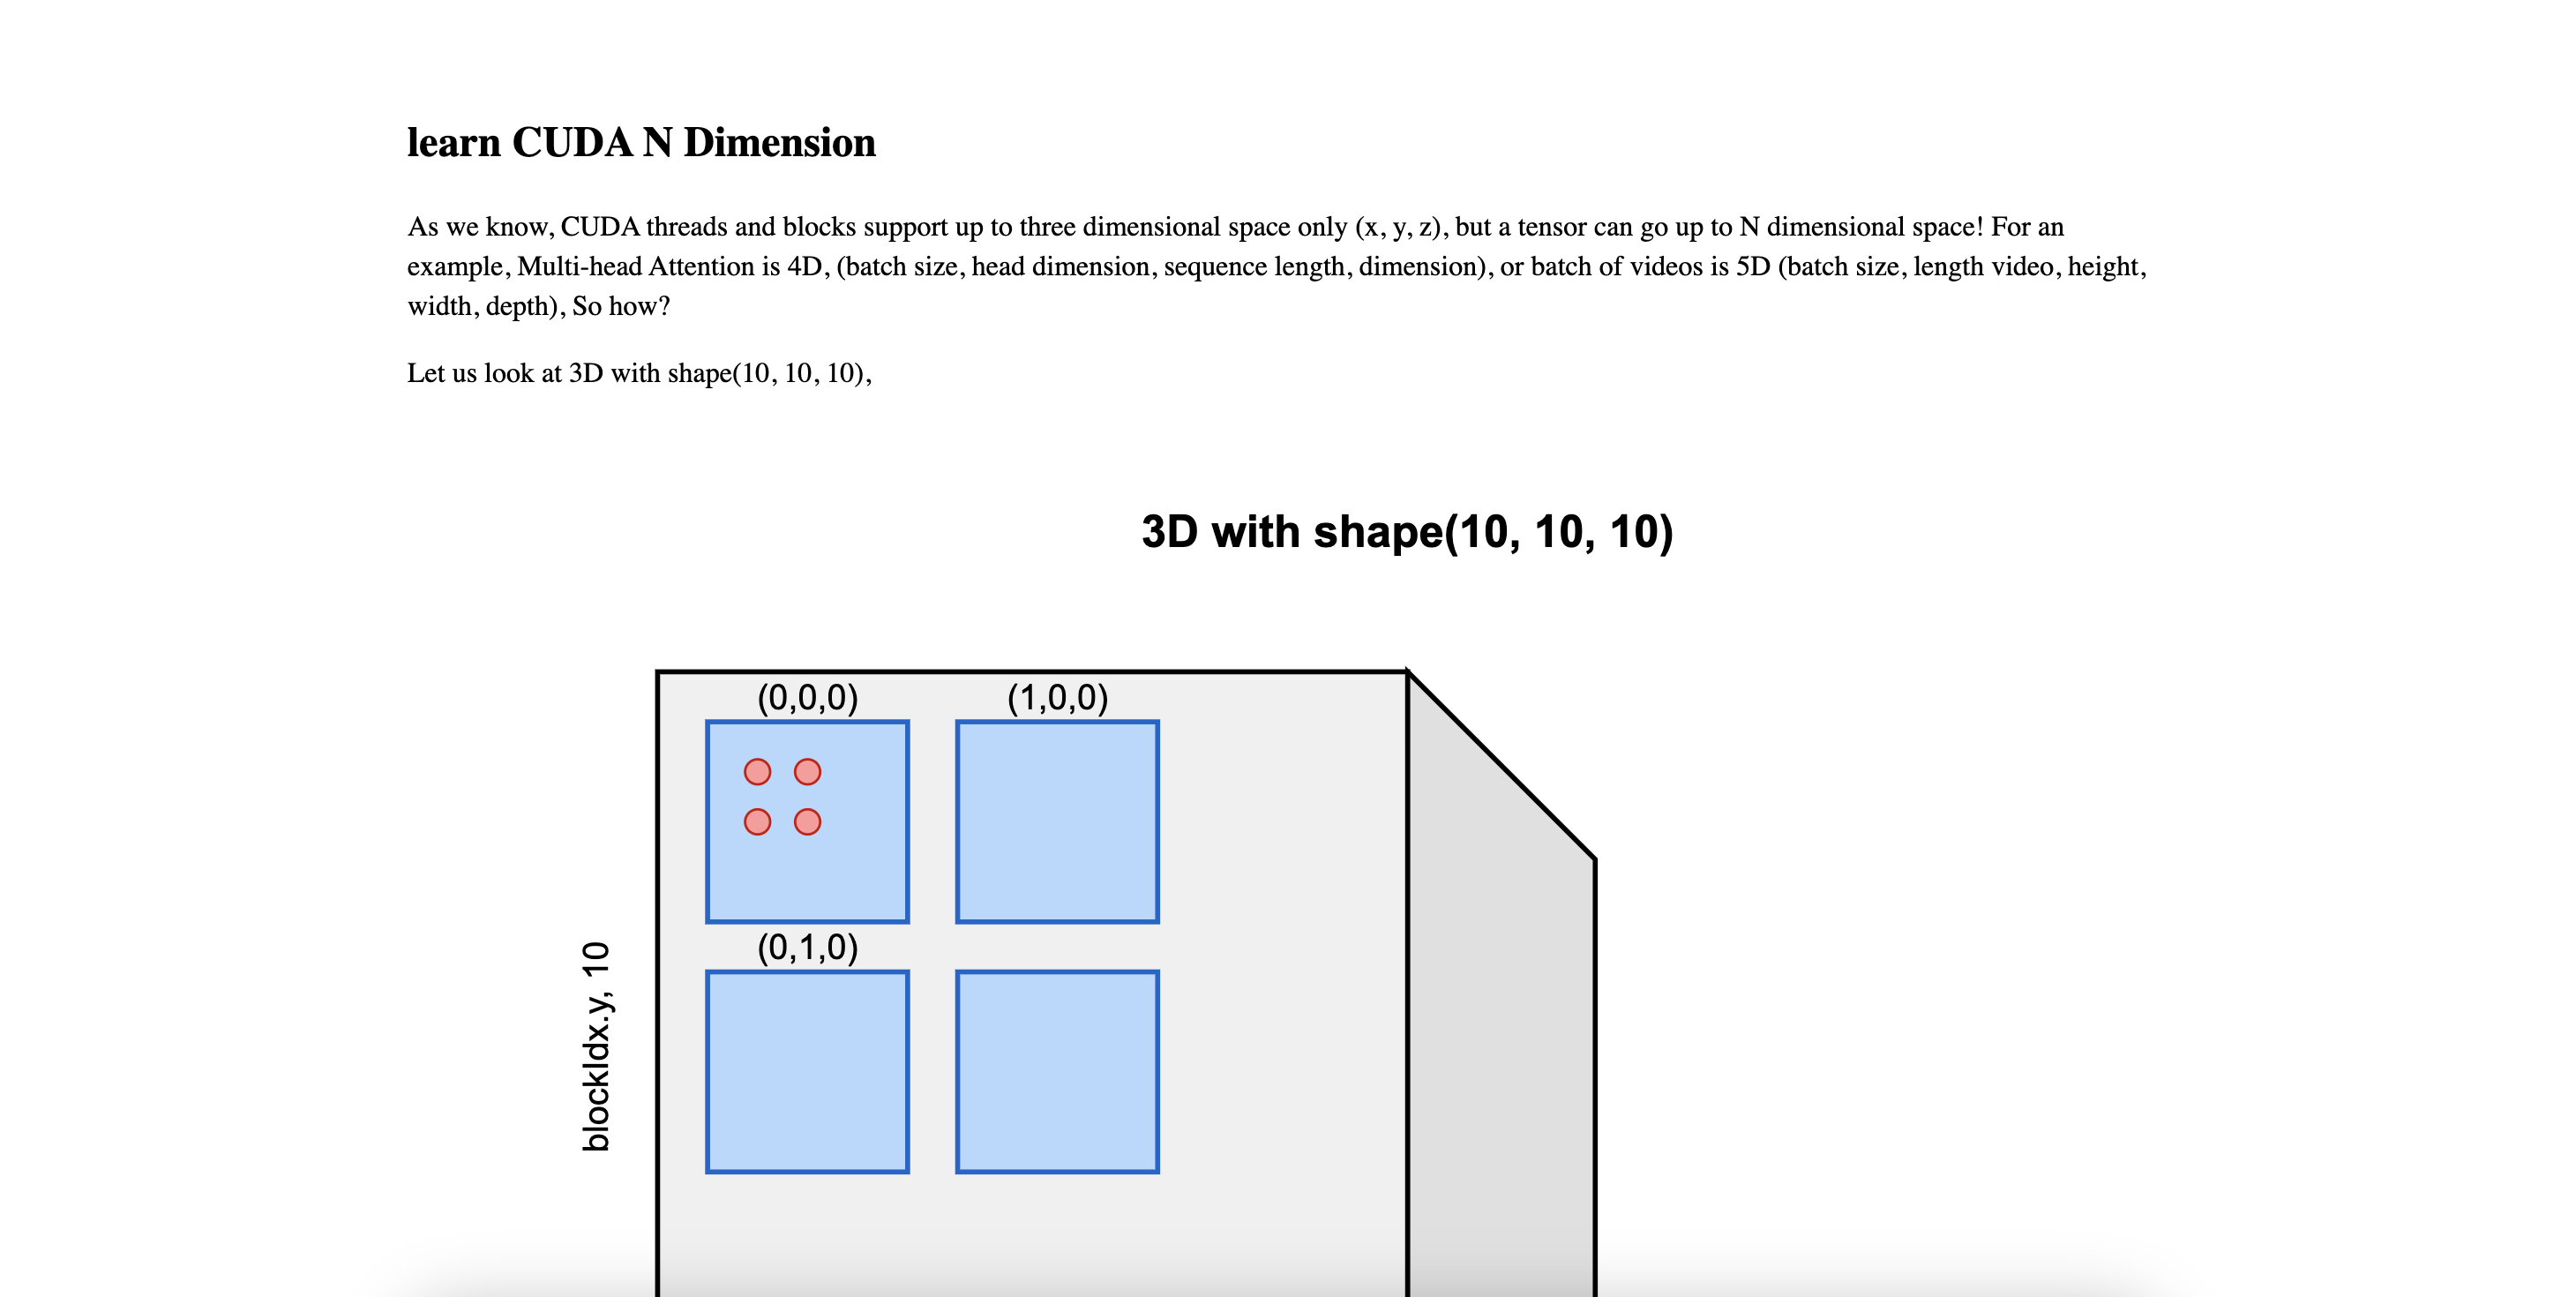 learn CUDA N Dimension
As we know, CUDA threads and blocks support up to three dimensional space only (x, y, z), but a tensor can go up to N dimensional space! For an
example, Multi-head Attention is 4D, (batch size, head dimension, sequence length, dimension), or batch of videos is 5D (batch size, length video, height,
width, depth), So how?
Let us look at 3D with shape(10, 10, 10),
3D with shape(10, 10, 10)
(0,0,0)
(1,0,0)
(0,1,0)
blockIdx.y, 10